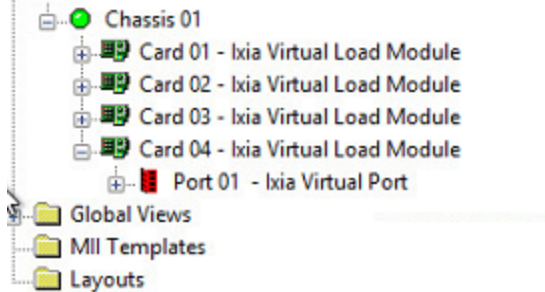 Chassis 01
Card 01 - Ixia Virtual Load Module
Card 02 - Ixia Virtual Load Module
Card 03 - Ixia Virtual Load Module
Card 04 - Ixia Virtual Load Module
Port 01 - Ixia Virtual Port
Global Views
MII Templates
Layouts